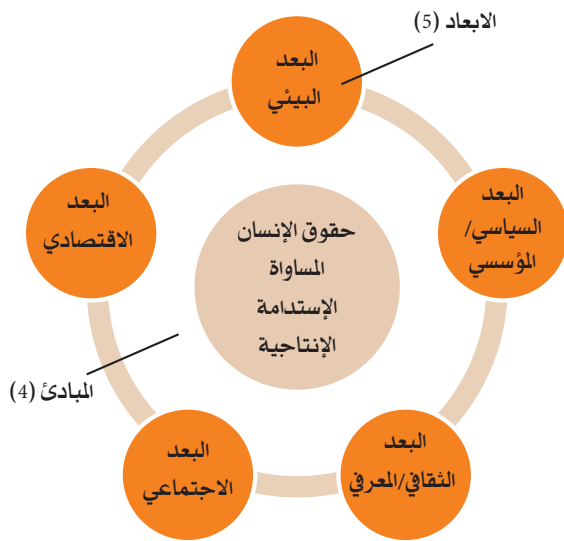 الابعاد (5)
البعد
البيئي
البعد
السياسي/
المؤسسي
البعد
الاقتصادي
حقوق الإنسان
المساواة
الإستدامة
الإنتاجية
المبادئ (4)
البعد
الثقافي/المعرفي
البعد
الاجتماعي